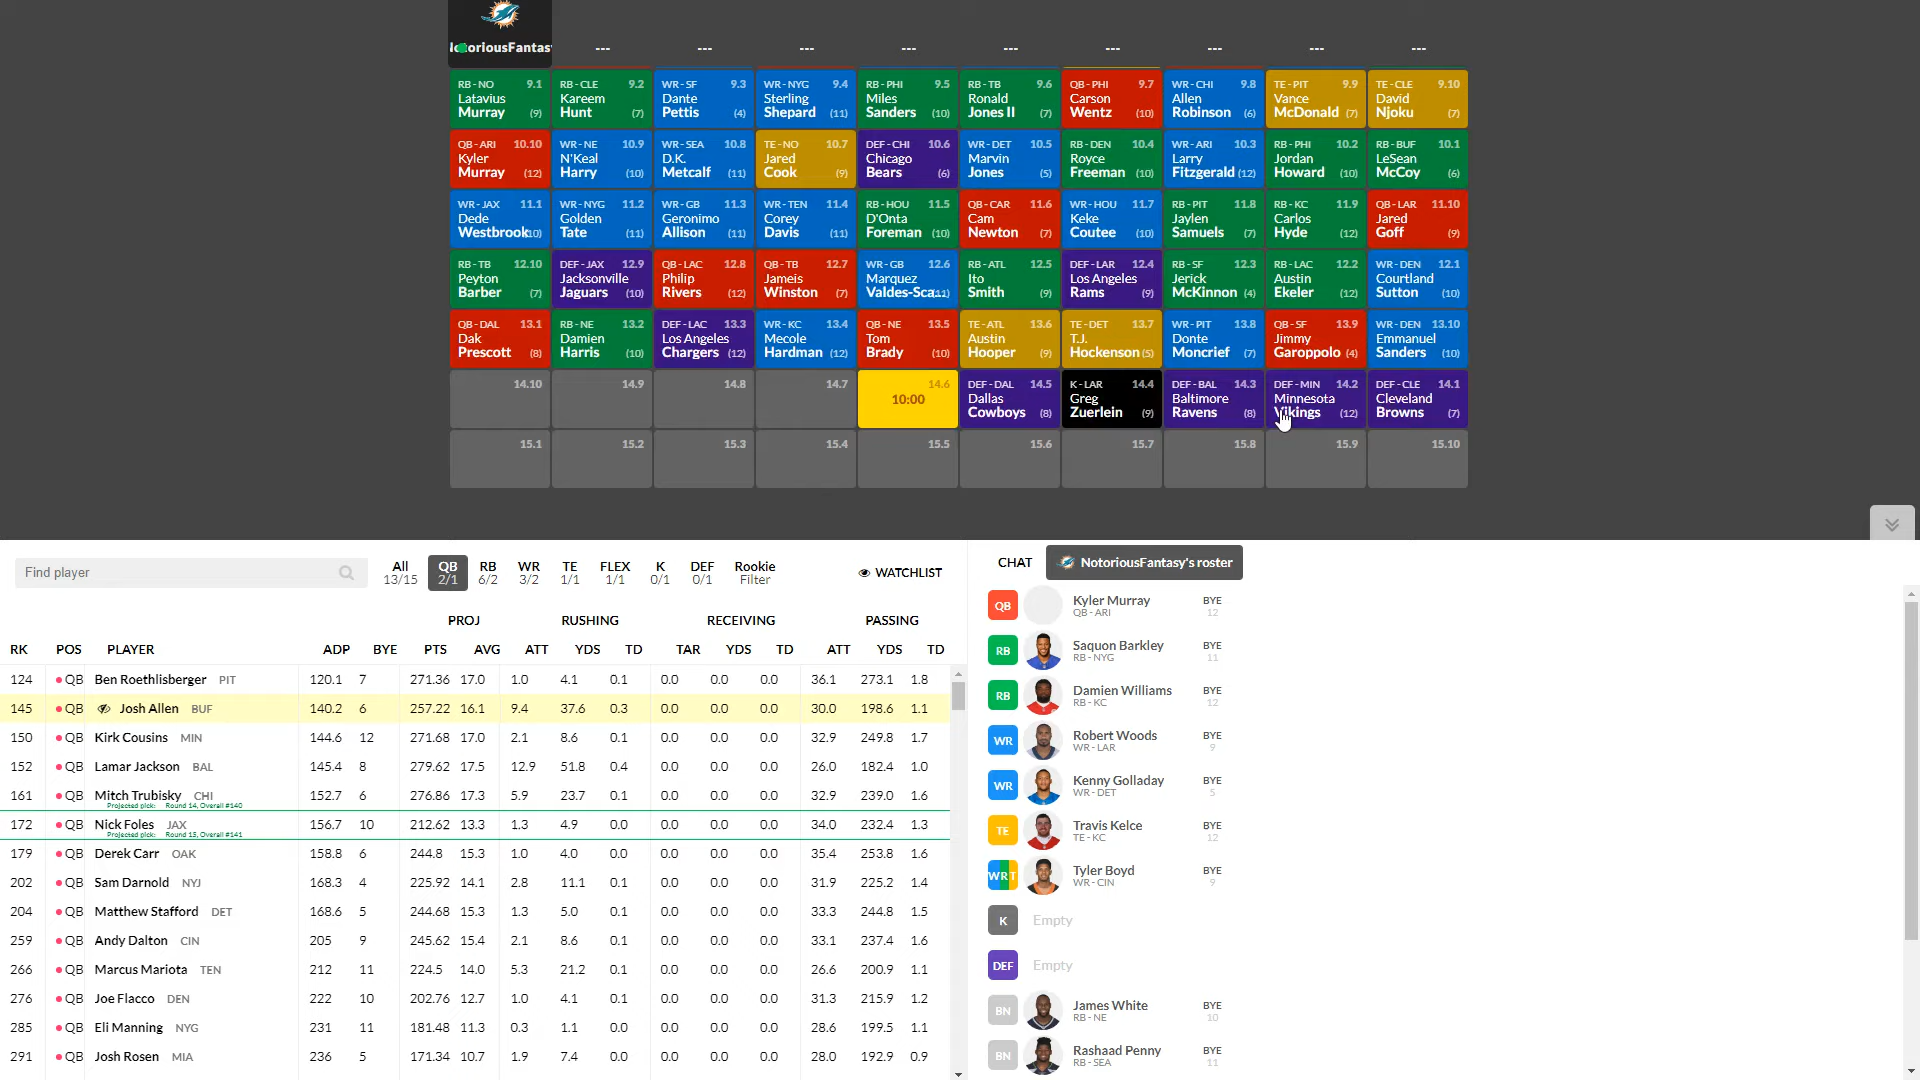 --- --- --- --- --- --- --- --- ---
RB - NO 9.1 RB - CLE 9.2 WR - SF 9.3 WR - NYG 9.4 RB - PHI 9.5 RB - TB 9.6 QB - PHI 9.7 WR - CHI 9.8 TE - PIT 9.9 TE - CLE 9.10
Latavius Kareem Dante Sterling Miles Ronald Carson Allen Vance David
Murray (9) Hunt (7) Pettis (4) Shepard (11) Sanders (10) Jones II (7) Wentz (10) Robinson (6) McDonald (7) Njoku (7)
QB - ARI 10.10 WR - NE 10.9 WR - SEA 10.8 TE - NO 10.7 DEF - CHI 10.6 WR - DET 10.5 RB - DEN 10.4 WR - ARI 10.3 RB - PHI 10.2 RB - BUF 10.1
Kyler N'Keal D.K. Jared Chicago Marvin Royce Larry Jordan LeSean
Murray (12) Harry (10) Metcalf (11) Cook (9) Bears (6) Jones (5) Freeman (10) Fitzgerald (12) Howard (10) McCoy (6)
WR - JAX 11.1 WR - NYG 11.2 WR - GB 11.3 WR - TEN 11.4 RB - HOU 11.5 QB - CAR 11.6 WR - HOU 11.7 RB - PIT 11.8 RB - KC 11.9 QB - LAR 11.10
Dede Golden Geronimo Corey D'Onta Cam Keke Jaylen Carlos Jared
Westbrook Tate (11) Allison (11) Davis (11) Foreman (10) Newton (7) Coutee (10) Samuels (7) Hyde (12) Goff (9)
RB - TB 12.10 DEF - JAX 12.9 QB - LAC 12.8 QB - TB 12.7 WR - GB 12.6 RB - ATL 12.5 DEF - LAR 12.4 RB - SF 12.3 RB - LAC 12.2 WR - DEN 12.1
Peyton Jacksonville Philip Jameis Marquez Ito Los Angeles Jerick Austin Courtland
Barber (7) Jaguars (10) Rivers (12) Winston (7) Valdes-Sca... Smith (9) Rams (9) McKinnon (4) Ekeler (12) Sutton (10)
QB - DAL 13.1 RB - NE 13.2 DEF - LAC 13.3 WR - KC 13.4 QB - NE 13.5 TE - ATL 13.6 TE - DET 13.7 WR - PIT 13.8 QB - SF 13.9 WR - DEN 13.10
Dak Damien Los Angeles Mecole Tom Austin T.J. Donte Jimmy Emmanuel
Prescott (8) Harris (10) Chargers (12) Hardman (12) Brady (10) Hooper (9) Hockenson (5) Moncrief (7) Garoppolo (4) Sanders (10)
14.10 14.9 14.8 14.7 14.6 DEF - DAL 14.5 K - LAR 14.4 DEF - BAL 14.3 DEF - MIN 14.2 DEF - CLE 14.1
10:00 Dallas Greg Baltimore Minnesota Cleveland
Cowboys (8) Zuerlein (9) Ravens (8) Vikings (12) Browns (7)
15.1 15.2 15.3 15.4 15.5 15.6 15.7 15.8 15.9 15.10
Find player
All QB RB WR TE FLEX K DEF Rookie
13/15 2/1 6/2 3/2 1/1 1/1 0/1 0/1 Filter
WATCHLIST
PROJ RUSHING RECEIVING PASSING
RK POS PLAYER ADP BYE PTS AVG ATT YDS TD TAR YDS TD ATT YDS TD
124 QB Ben Roethlisberger PIT 120.1 7 271.36 17.0 1.0 4.1 0.1 0.0 0.0 0.0 36.1 273.1 1.8
145 QB Josh Allen BUF 140.2 6 257.22 16.1 9.4 37.6 0.3 0.0 0.0 0.0 30.0 198.6 1.1
150 QB Kirk Cousins MIN 144.6 12 271.68 17.0 2.1 8.6 0.1 0.0 0.0 0.0 32.9 249.8 1.7
152 QB Lamar Jackson BAL 145.4 8 279.62 17.5 12.9 51.8 0.4 0.0 0.0 0.0 26.0 182.4 1.0
161 QB Mitch Trubisky CHI 152.7 6 276.86 17.3 5.9 23.7 0.1 0.0 0.0 0.0 32.9 239.0 1.6
Projected pick: Round 14, Overall #140
172 QB Nick Foles JAX 156.7 10 212.62 13.3 1.3 4.9 0.0 0.0 0.0 0.0 34.0 232.4 1.3
Projected pick: Round 15, Overall #141
179 QB Derek Carr OAK 158.8 6 244.8 15.3 1.0 4.0 0.0 0.0 0.0 0.0 35.4 253.8 1.6
202 QB Sam Darnold NYJ 168.3 4 225.92 14.1 2.8 11.1 0.1 0.0 0.0 0.0 31.9 225.2 1.4
204 QB Matthew Stafford DET 168.6 5 244.68 15.3 1.3 5.0 0.1 0.0 0.0 0.0 33.3 244.8 1.5
259 QB Andy Dalton CIN 205 9 245.62 15.4 2.1 8.6 0.1 0.0 0.0 0.0 33.1 237.4 1.6
266 QB Marcus Mariota TEN 212 11 224.5 14.0 5.3 21.2 0.1 0.0 0.0 0.0 26.6 200.9 1.1
276 QB Joe Flacco DEN 222 10 202.76 12.7 1.0 4.1 0.1 0.0 0.0 0.0 31.3 215.9 1.2
285 QB Eli Manning NYG 231 11 181.48 11.3 0.3 1.1 0.0 0.0 0.0 0.0 28.6 199.5 1.1
291 QB Josh Rosen MIA 236 5 171.34 10.7 1.9 7.4 0.0 0.0 0.0 0.0 28.0 192.9 0.9
CHAT NotoriousFantasy's roster
QB Kyler Murray BYE
QB - ARI 12
RB Saquon Barkley BYE
RB - NYG 11
RB Damien Williams BYE
RB - KC 12
WR Robert Woods BYE
WR - LAR 9
WR Kenny Golladay BYE
WR - DET 5
TE Travis Kelce BYE
TE - KC 12
WRT Tyler Boyd BYE
WR - CIN 9
K Empty
DEF Empty
BN James White BYE
RB - NE 10
BN Rashaad Penny BYE
RB - SEA 11